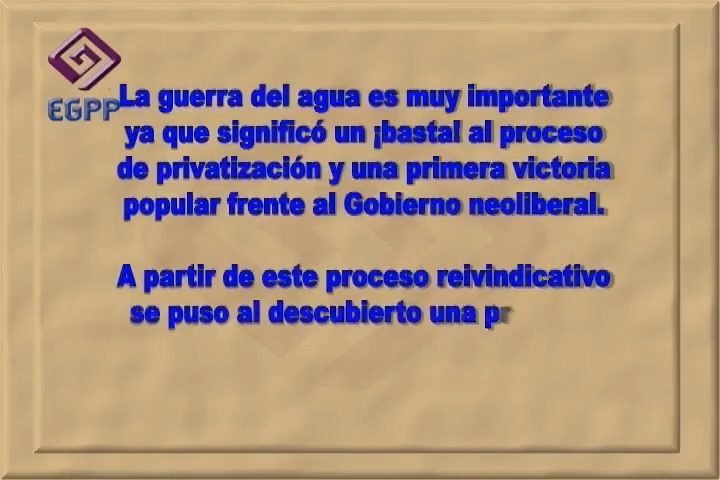 EGPP
La guerra del agua es muy importante
ya que significó un ¡basta! al proceso
de privatización y una primera victoria
popular frente al Gobierno neoliberal.
A partir de este proceso reivindicativo
se puso al descubierto una pr